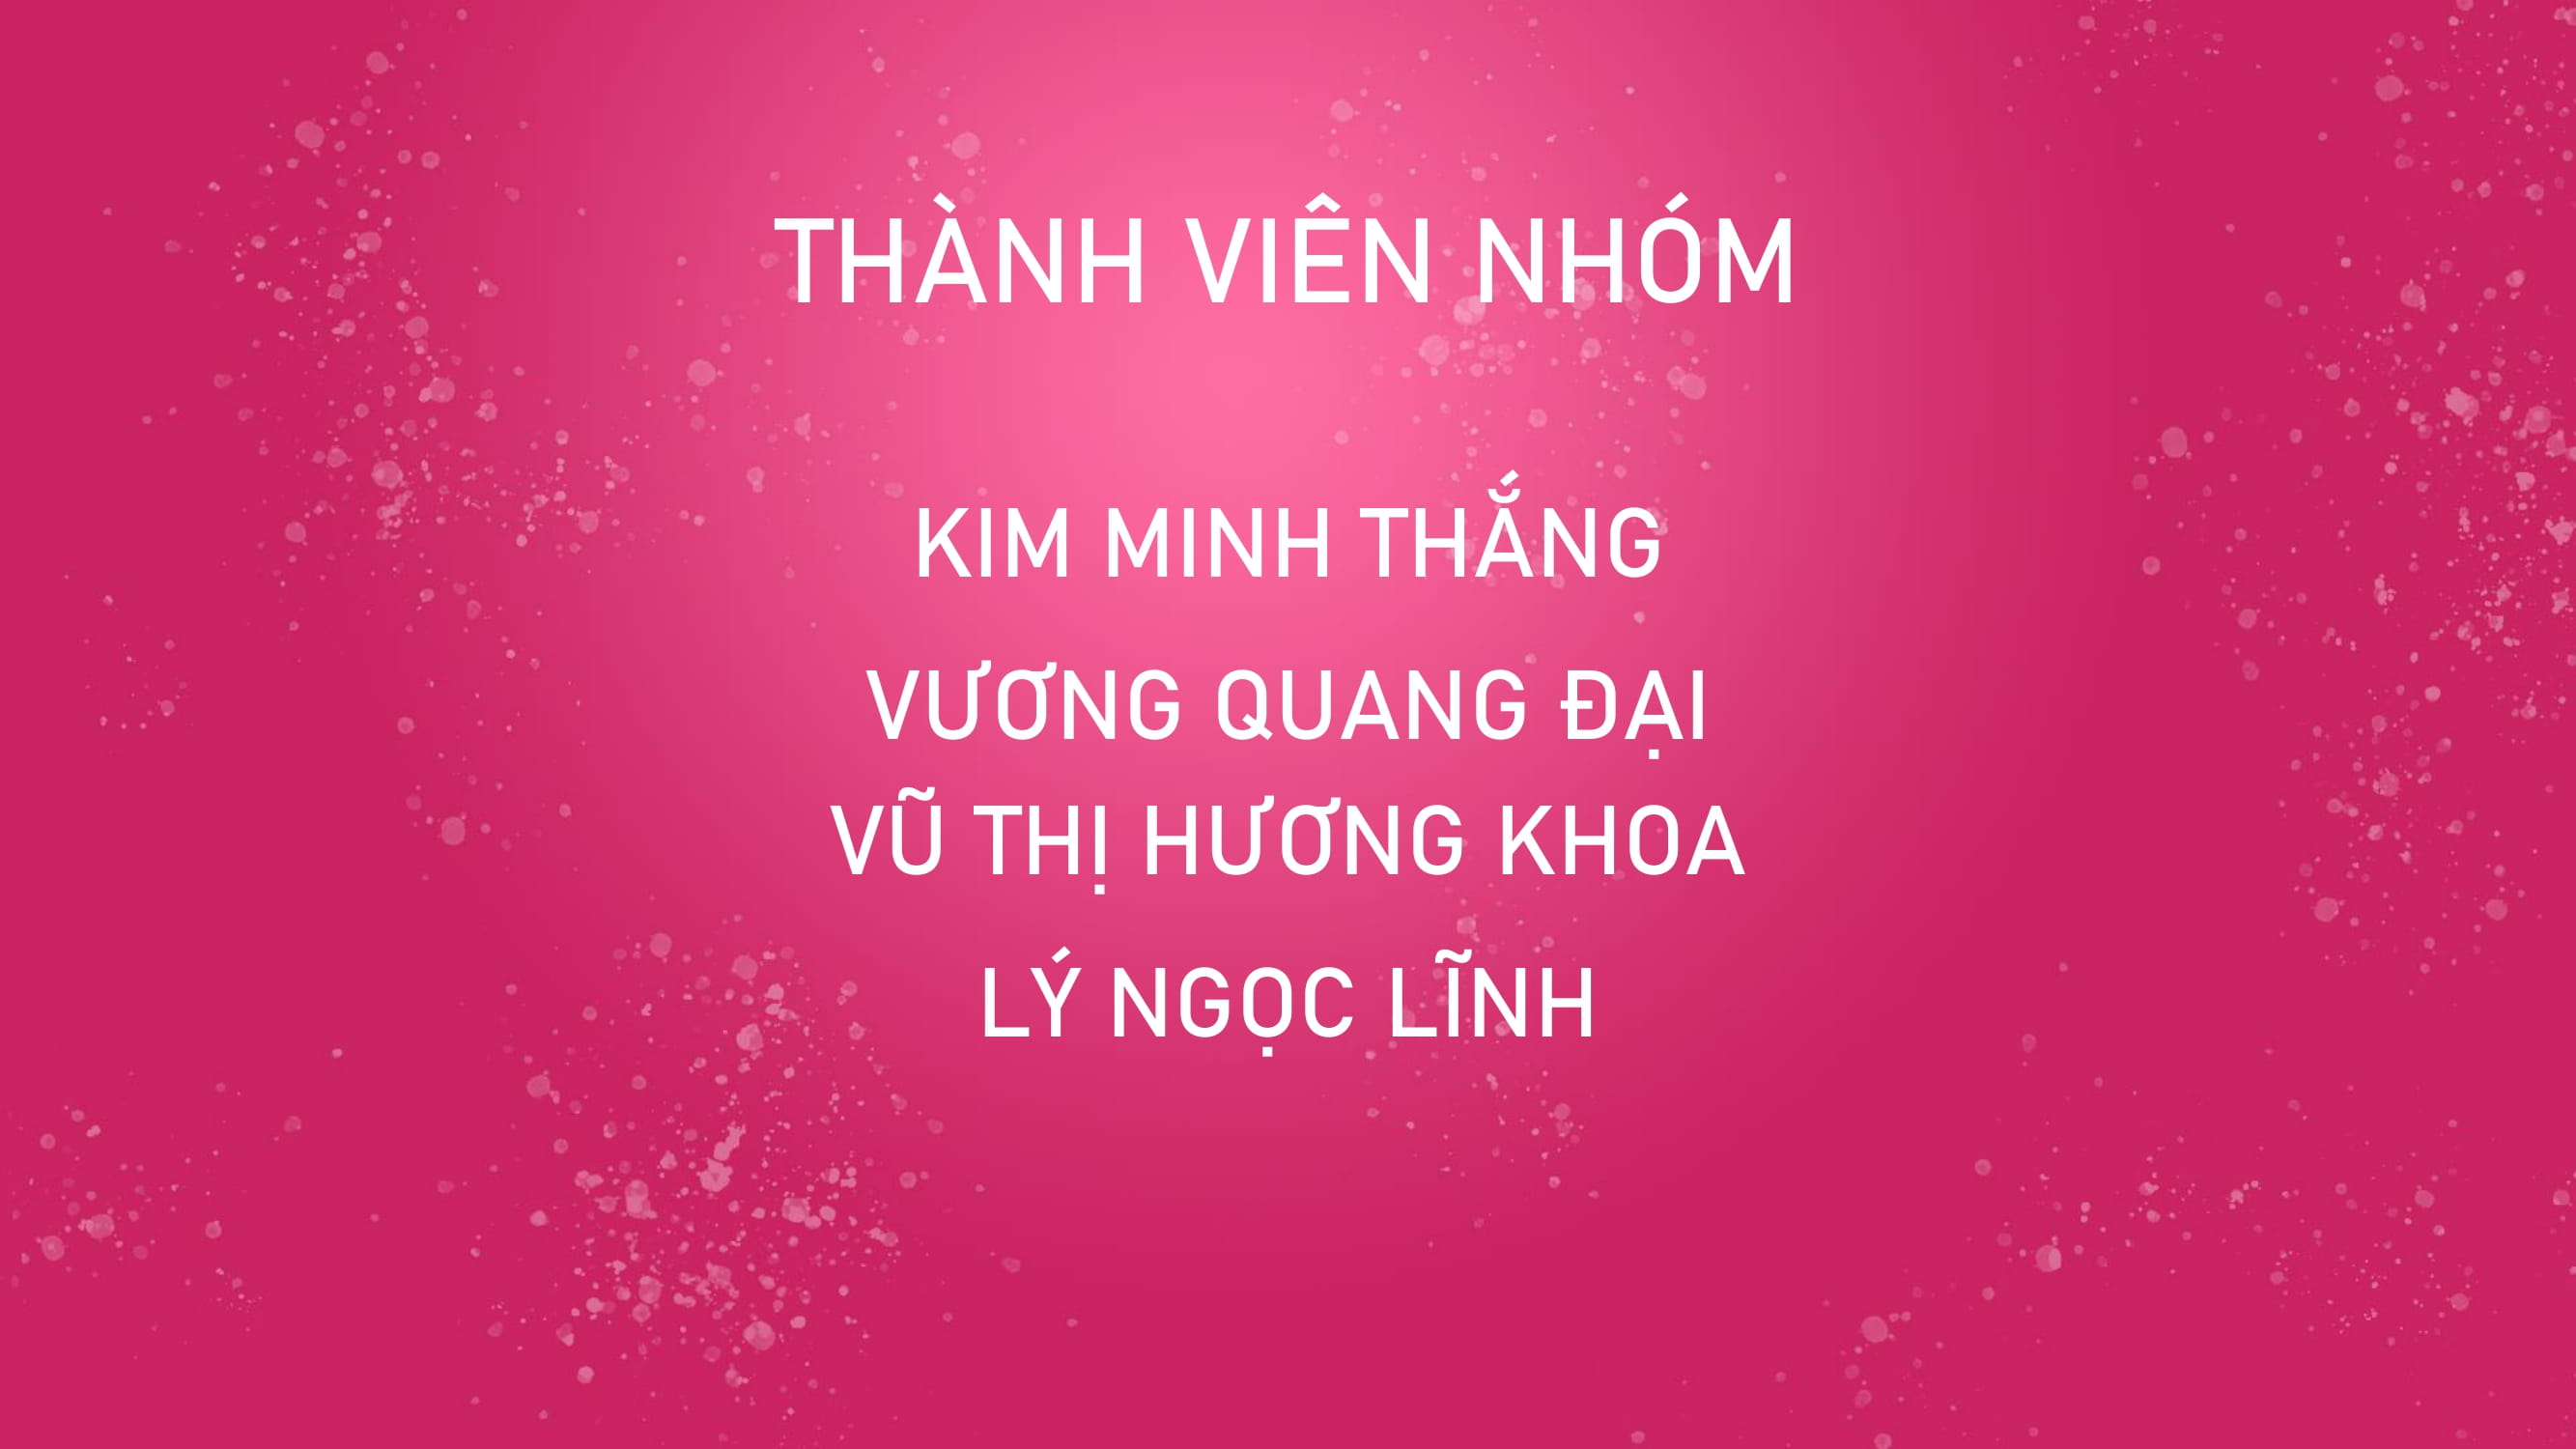 THÀNH VIÊN NHÓM
KIM MINH THẮNG
VƯƠNG QUANG ĐẠI
VŨ THỊ HƯƠNG KHOA
LÝ NGỌC LĨNH